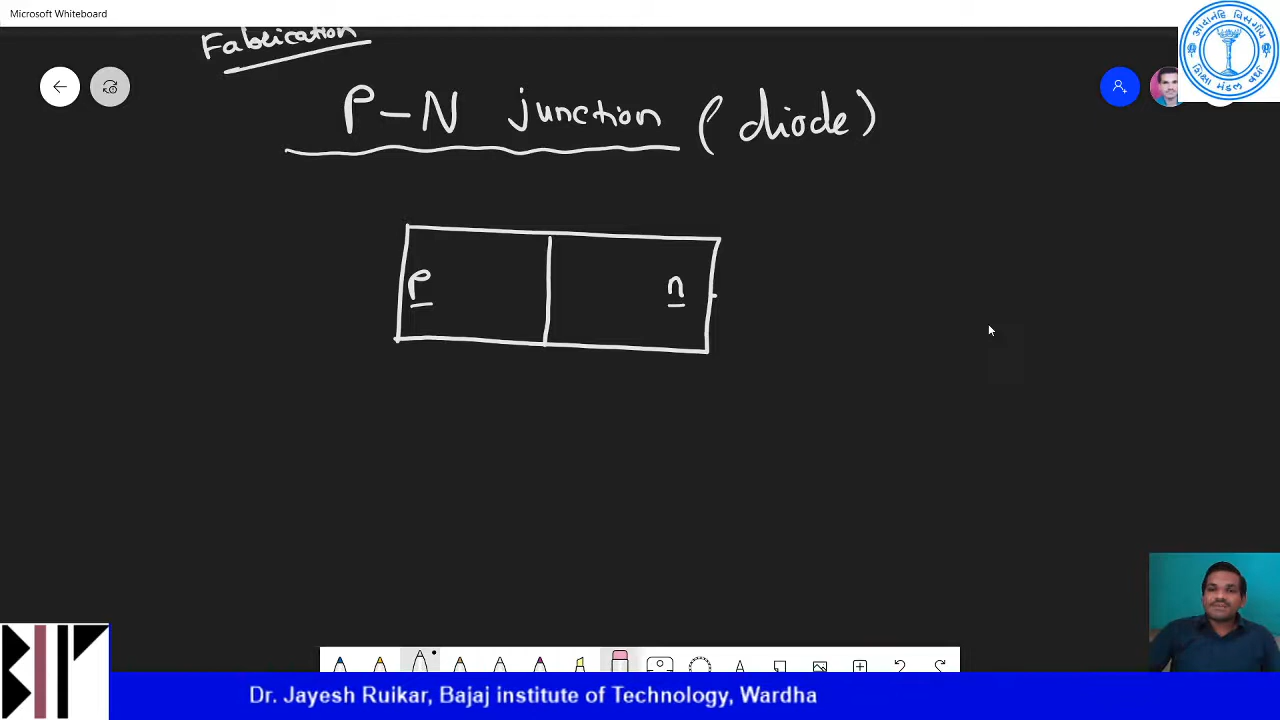 Microsoft Whiteboard
Fabrication
P-N junction (diode)
p
n
Dr. Jayesh Ruikar, Bajaj institute of Technology, Wardha